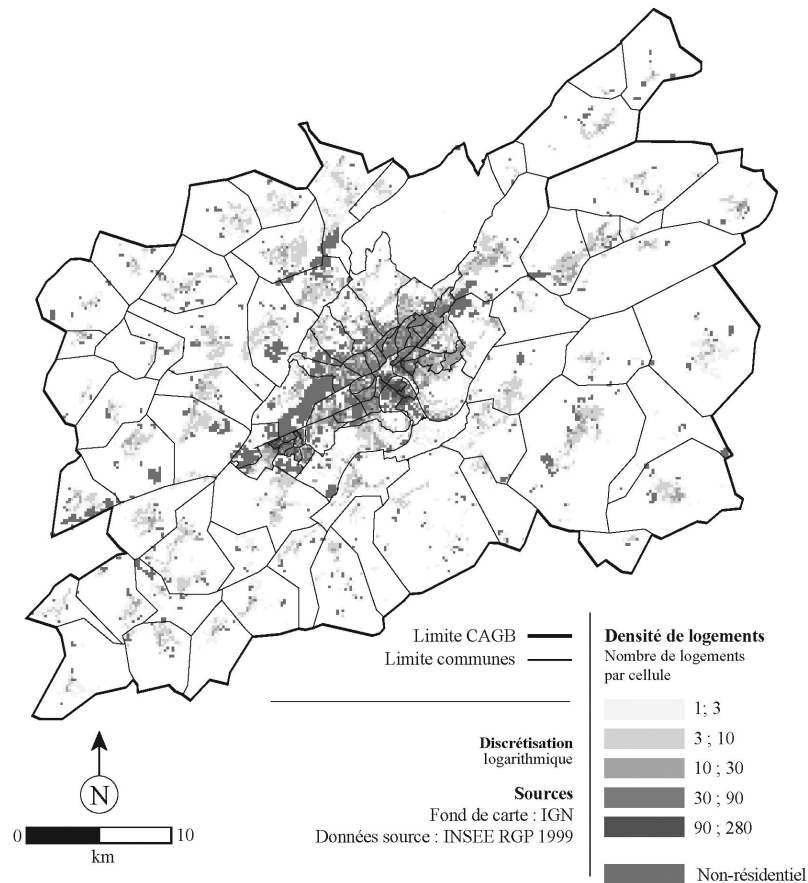 Limite CAGB
Limite communes
Discrétisation
logarithmique
Sources
Fond de carte : IGN
Données source : INSEE RGP 1999
Densité de logements
Nombre de logements
par cellule
1; 3
3 ; 10
10 ; 30
30 ; 90
90 ; 280
Non-résidentiel
N
0 10
km